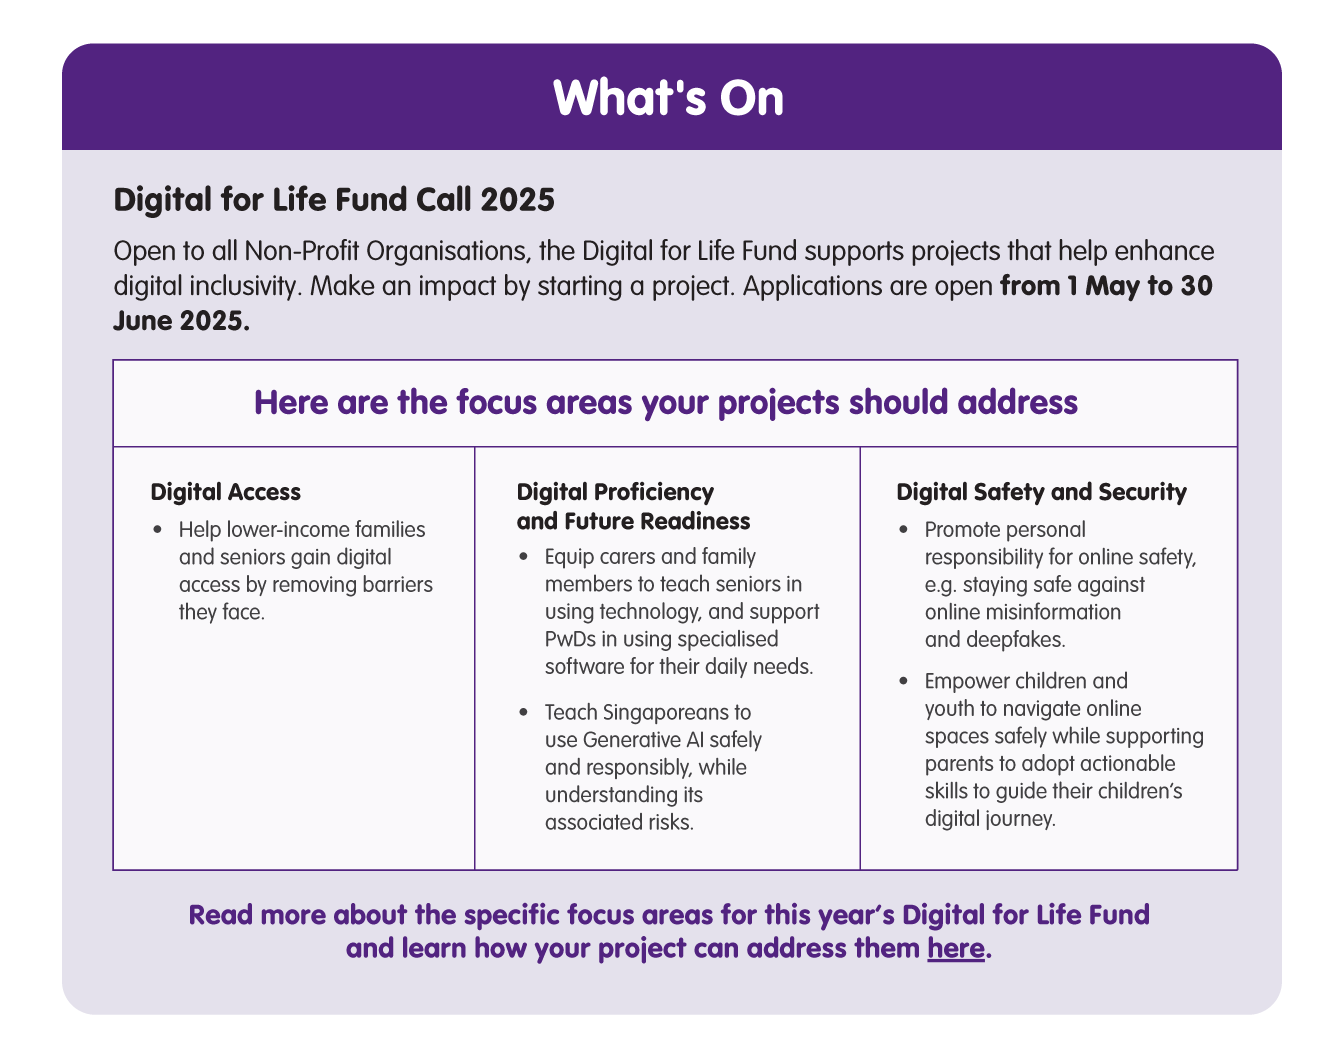 What's On
Digital for Life Fund Call 2025
Open to all Non-Profit Organisations, the Digital for Life Fund supports projects that help enhance
digital inclusivity. Make an impact by starting a project. Applications are open from 1 May to 30
June 2025.
Here are the focus areas your projects should address
Digital Access
• Help lower-income families
and seniors gain digital
access by removing barriers
they face.
Digital Proficiency
and Future Readiness
• Equip carers and family
members to teach seniors in
using technology, and support
PwDs in using specialised
software for their daily needs.
• Teach Singaporeans to
use Generative AI safely
and responsibly, while
understanding its
associated risks.
Digital Safety and Security
• Promote personal
responsibility for online safety,
e.g. staying safe against
online misinformation
and deepfakes.
• Empower children and
youth to navigate online
spaces safely while supporting
parents to adopt actionable
skills to guide their children’s
digital journey.
Read more about the specific focus areas for this year’s Digital for Life Fund
and learn how your project can address them here.